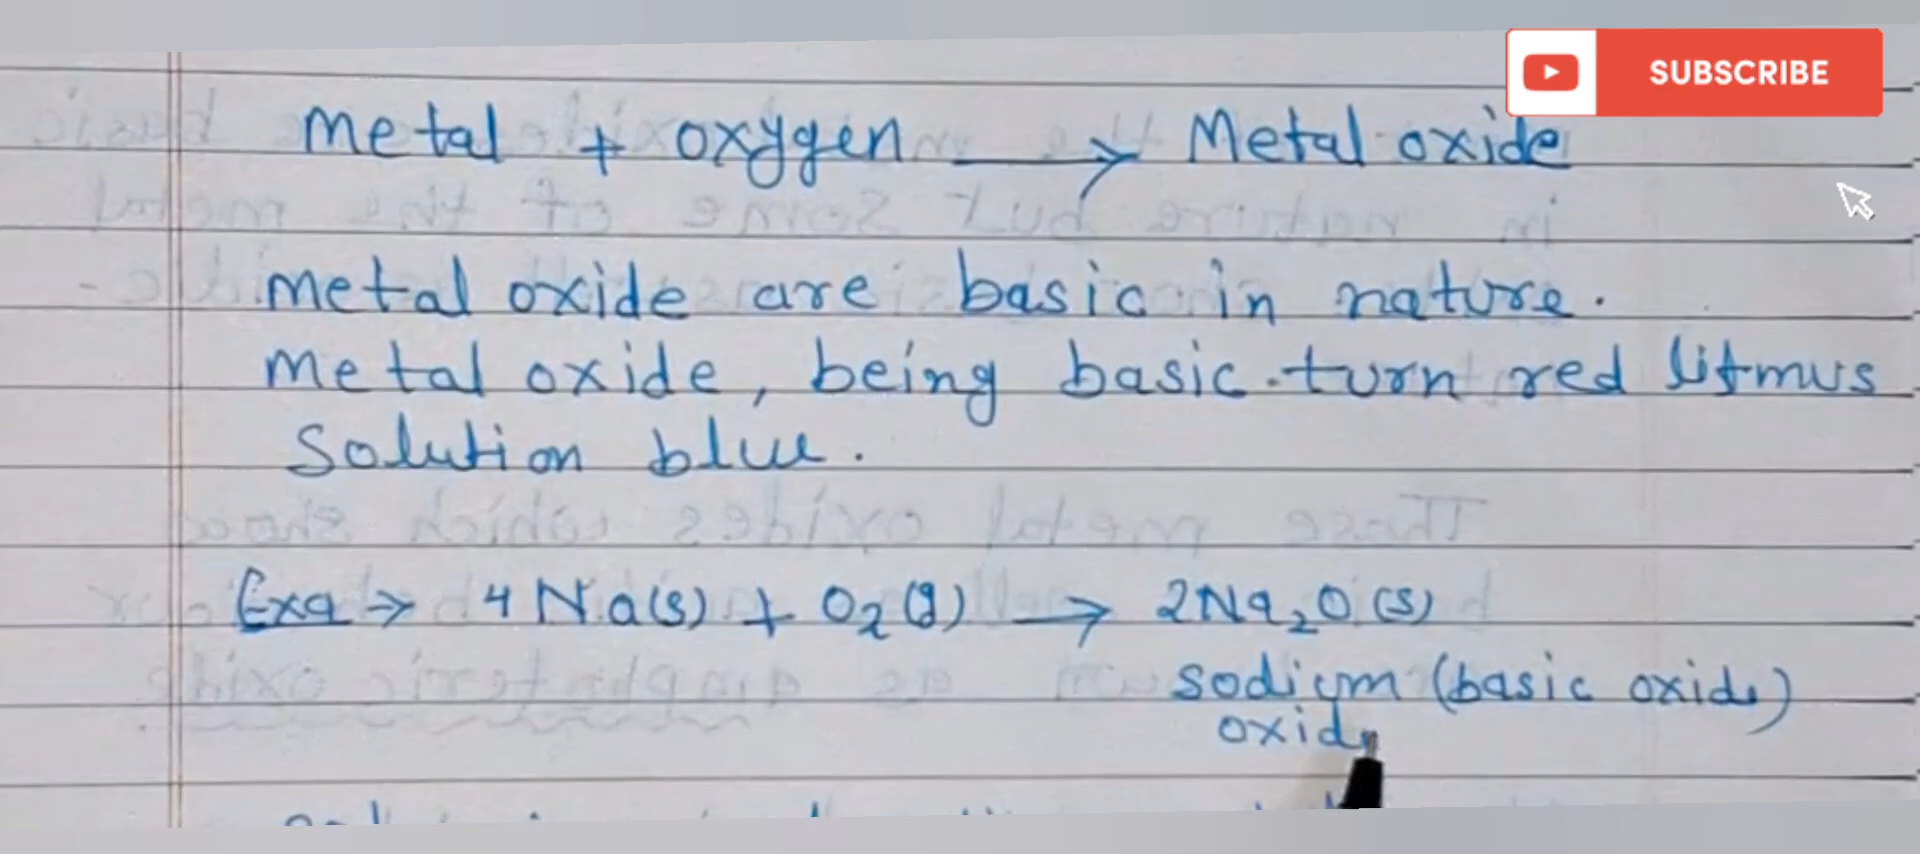 SUBSCRIBE
Metal + oxygen → Metal oxide
Metal oxide are basic in nature.
Metal oxide, being basic turn red litmus
Solution blue.
Exa → 4Na(s) + O₂(g) → 2Na₂O(s)
sodium (basic oxide)
oxide